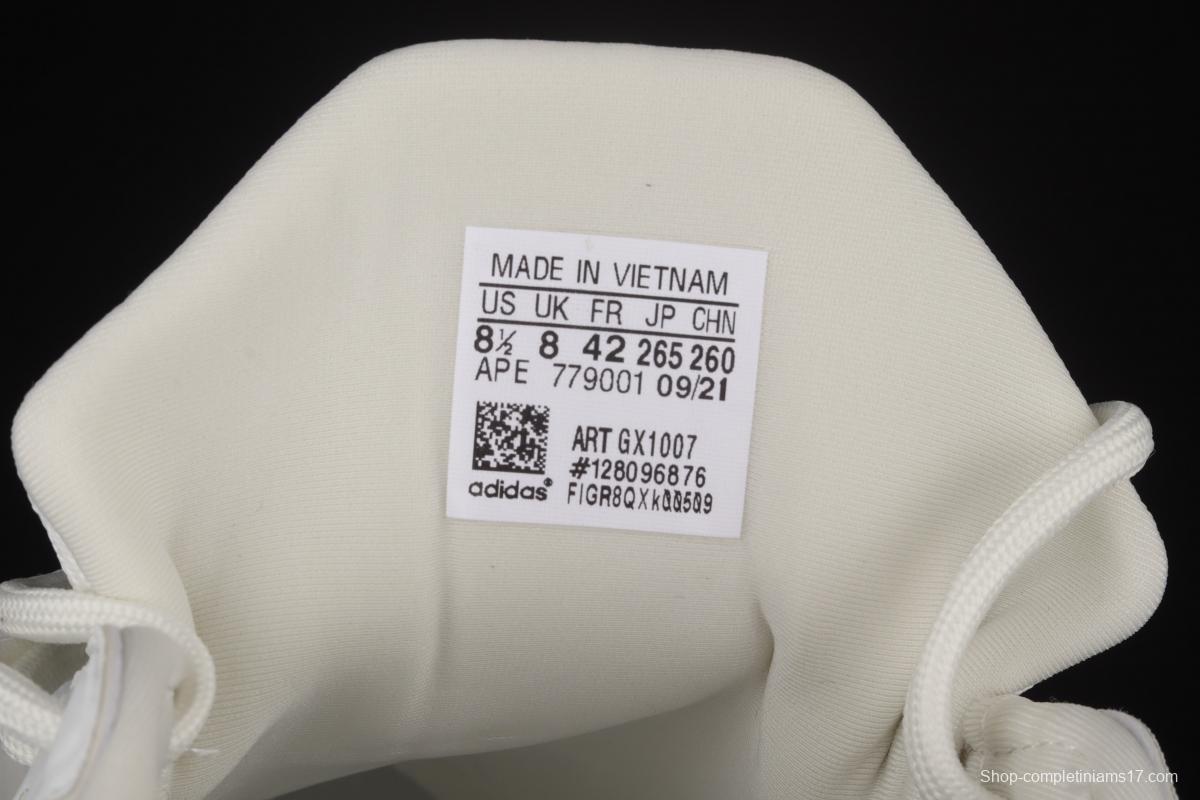 MADE IN VIETNAM
US UK FR JP CHN
8½ 8 42 265 260
APE 779001 09/21
ART GX1007
#128096876
adidas®
Shop-completiniams17.com